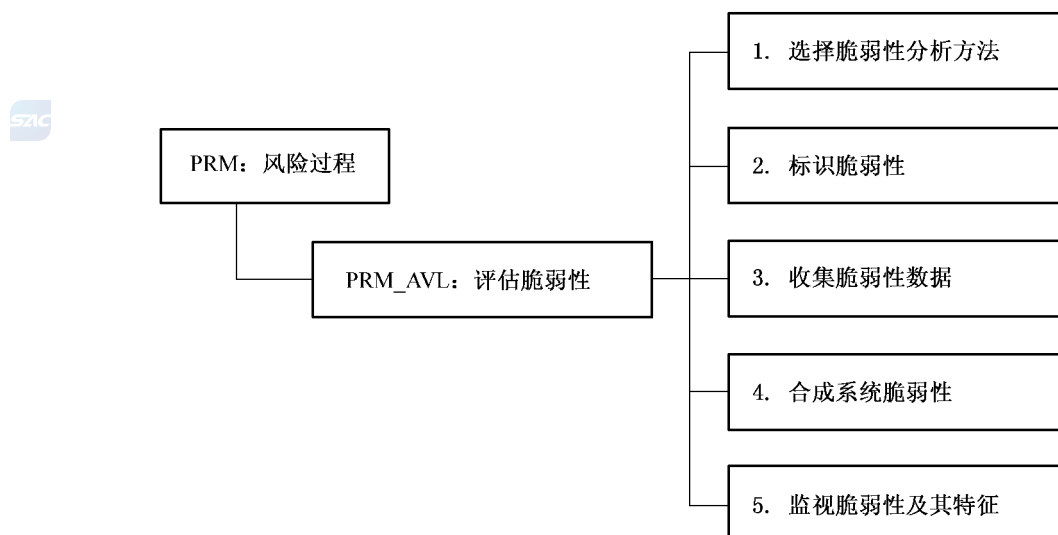 SAC
PRM：风险过程
PRM_AVL：评估脆弱性
1. 选择脆弱性分析方法
2. 标识脆弱性
3. 收集脆弱性数据
4. 合成系统脆弱性
5. 监视脆弱性及其特征